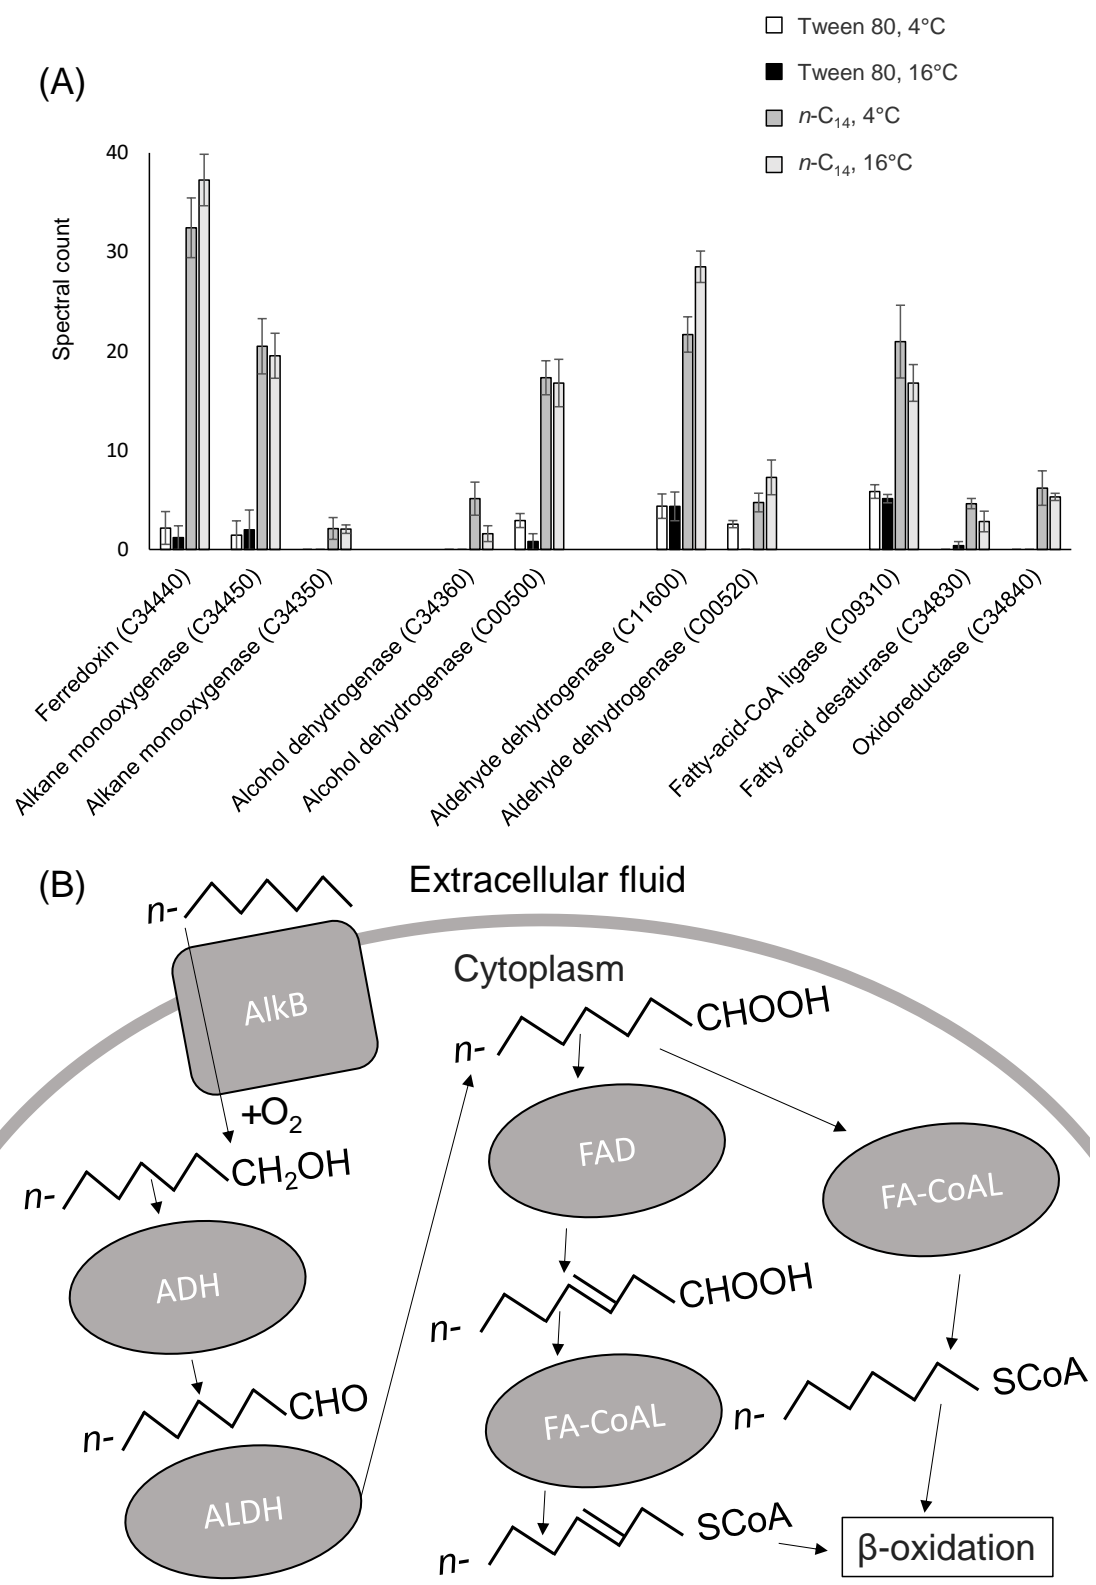 Tween 80, 4°C
(A)
Tween 80, 16°C
n-C₁₄, 4°C
n-C₁₄, 16°C
40
30
20
10
0
Spectral count
Ferredoxin (C34440)
Alkane monooxygenase (C34450)
Alkane monooxygenase (C34350)
Alcohol dehydrogenase (C34360)
Alcohol dehydrogenase (C00500)
Aldehyde dehydrogenase (C11600)
Aldehyde dehydrogenase (C00520)
Fatty-acid-CoA ligase (C09310)
Fatty acid desaturase (C34830)
Oxidoreductase (C34840)
(B)
Extracellular fluid
n-
Cytoplasm
AlkB
n-
CHOOH
+O₂
FAD
n-
CH₂OH
FA-CoAL
ADH
n-
CHOOH
n-
CHO
FA-CoAL
n-
SCoA
ALDH
n-
SCoA
β-oxidation